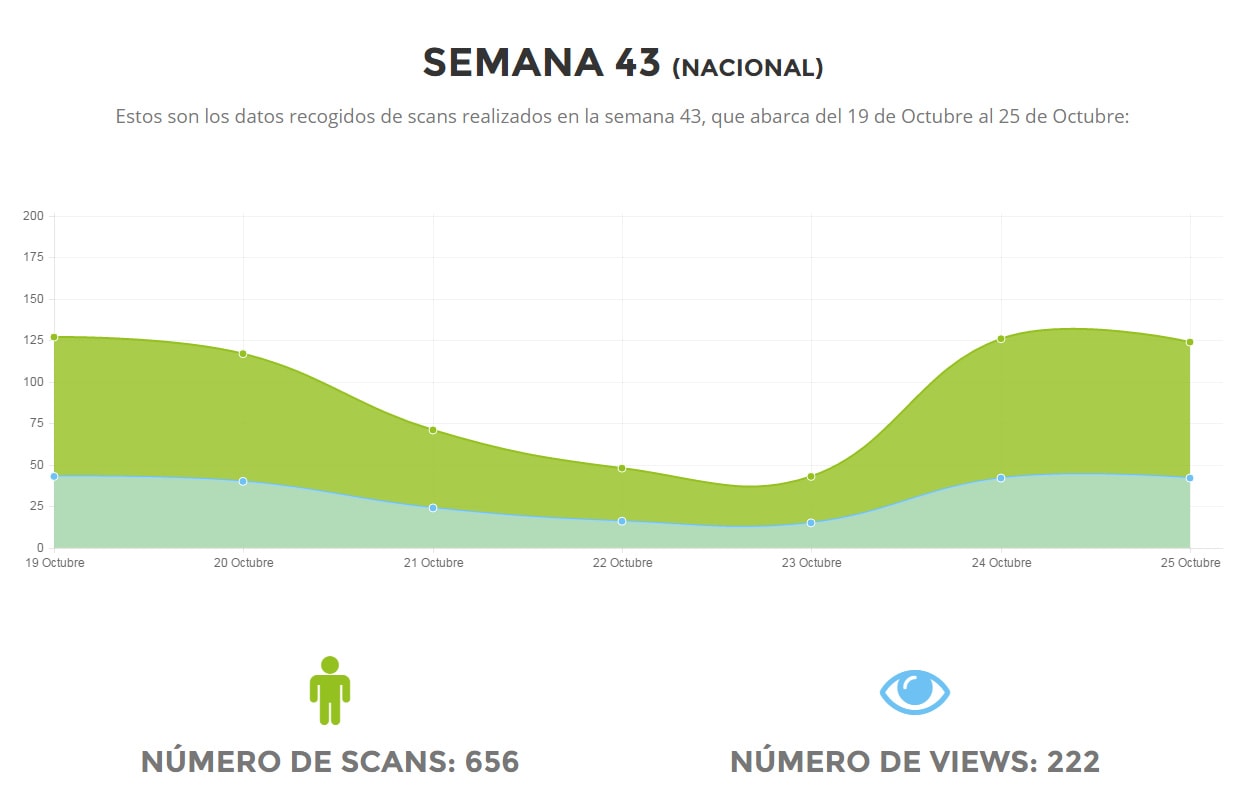 SEMANA 43 (NACIONAL)
Estos son los datos recogidos de scans realizados en la semana 43, que abarca del 19 de Octubre al 25 de Octubre:
200
175
150
125
100
75
50
25
0
19 Octubre 20 Octubre 21 Octubre 22 Octubre 23 Octubre 24 Octubre 25 Octubre
NÚMERO DE SCANS: 656 NÚMERO DE VIEWS: 222